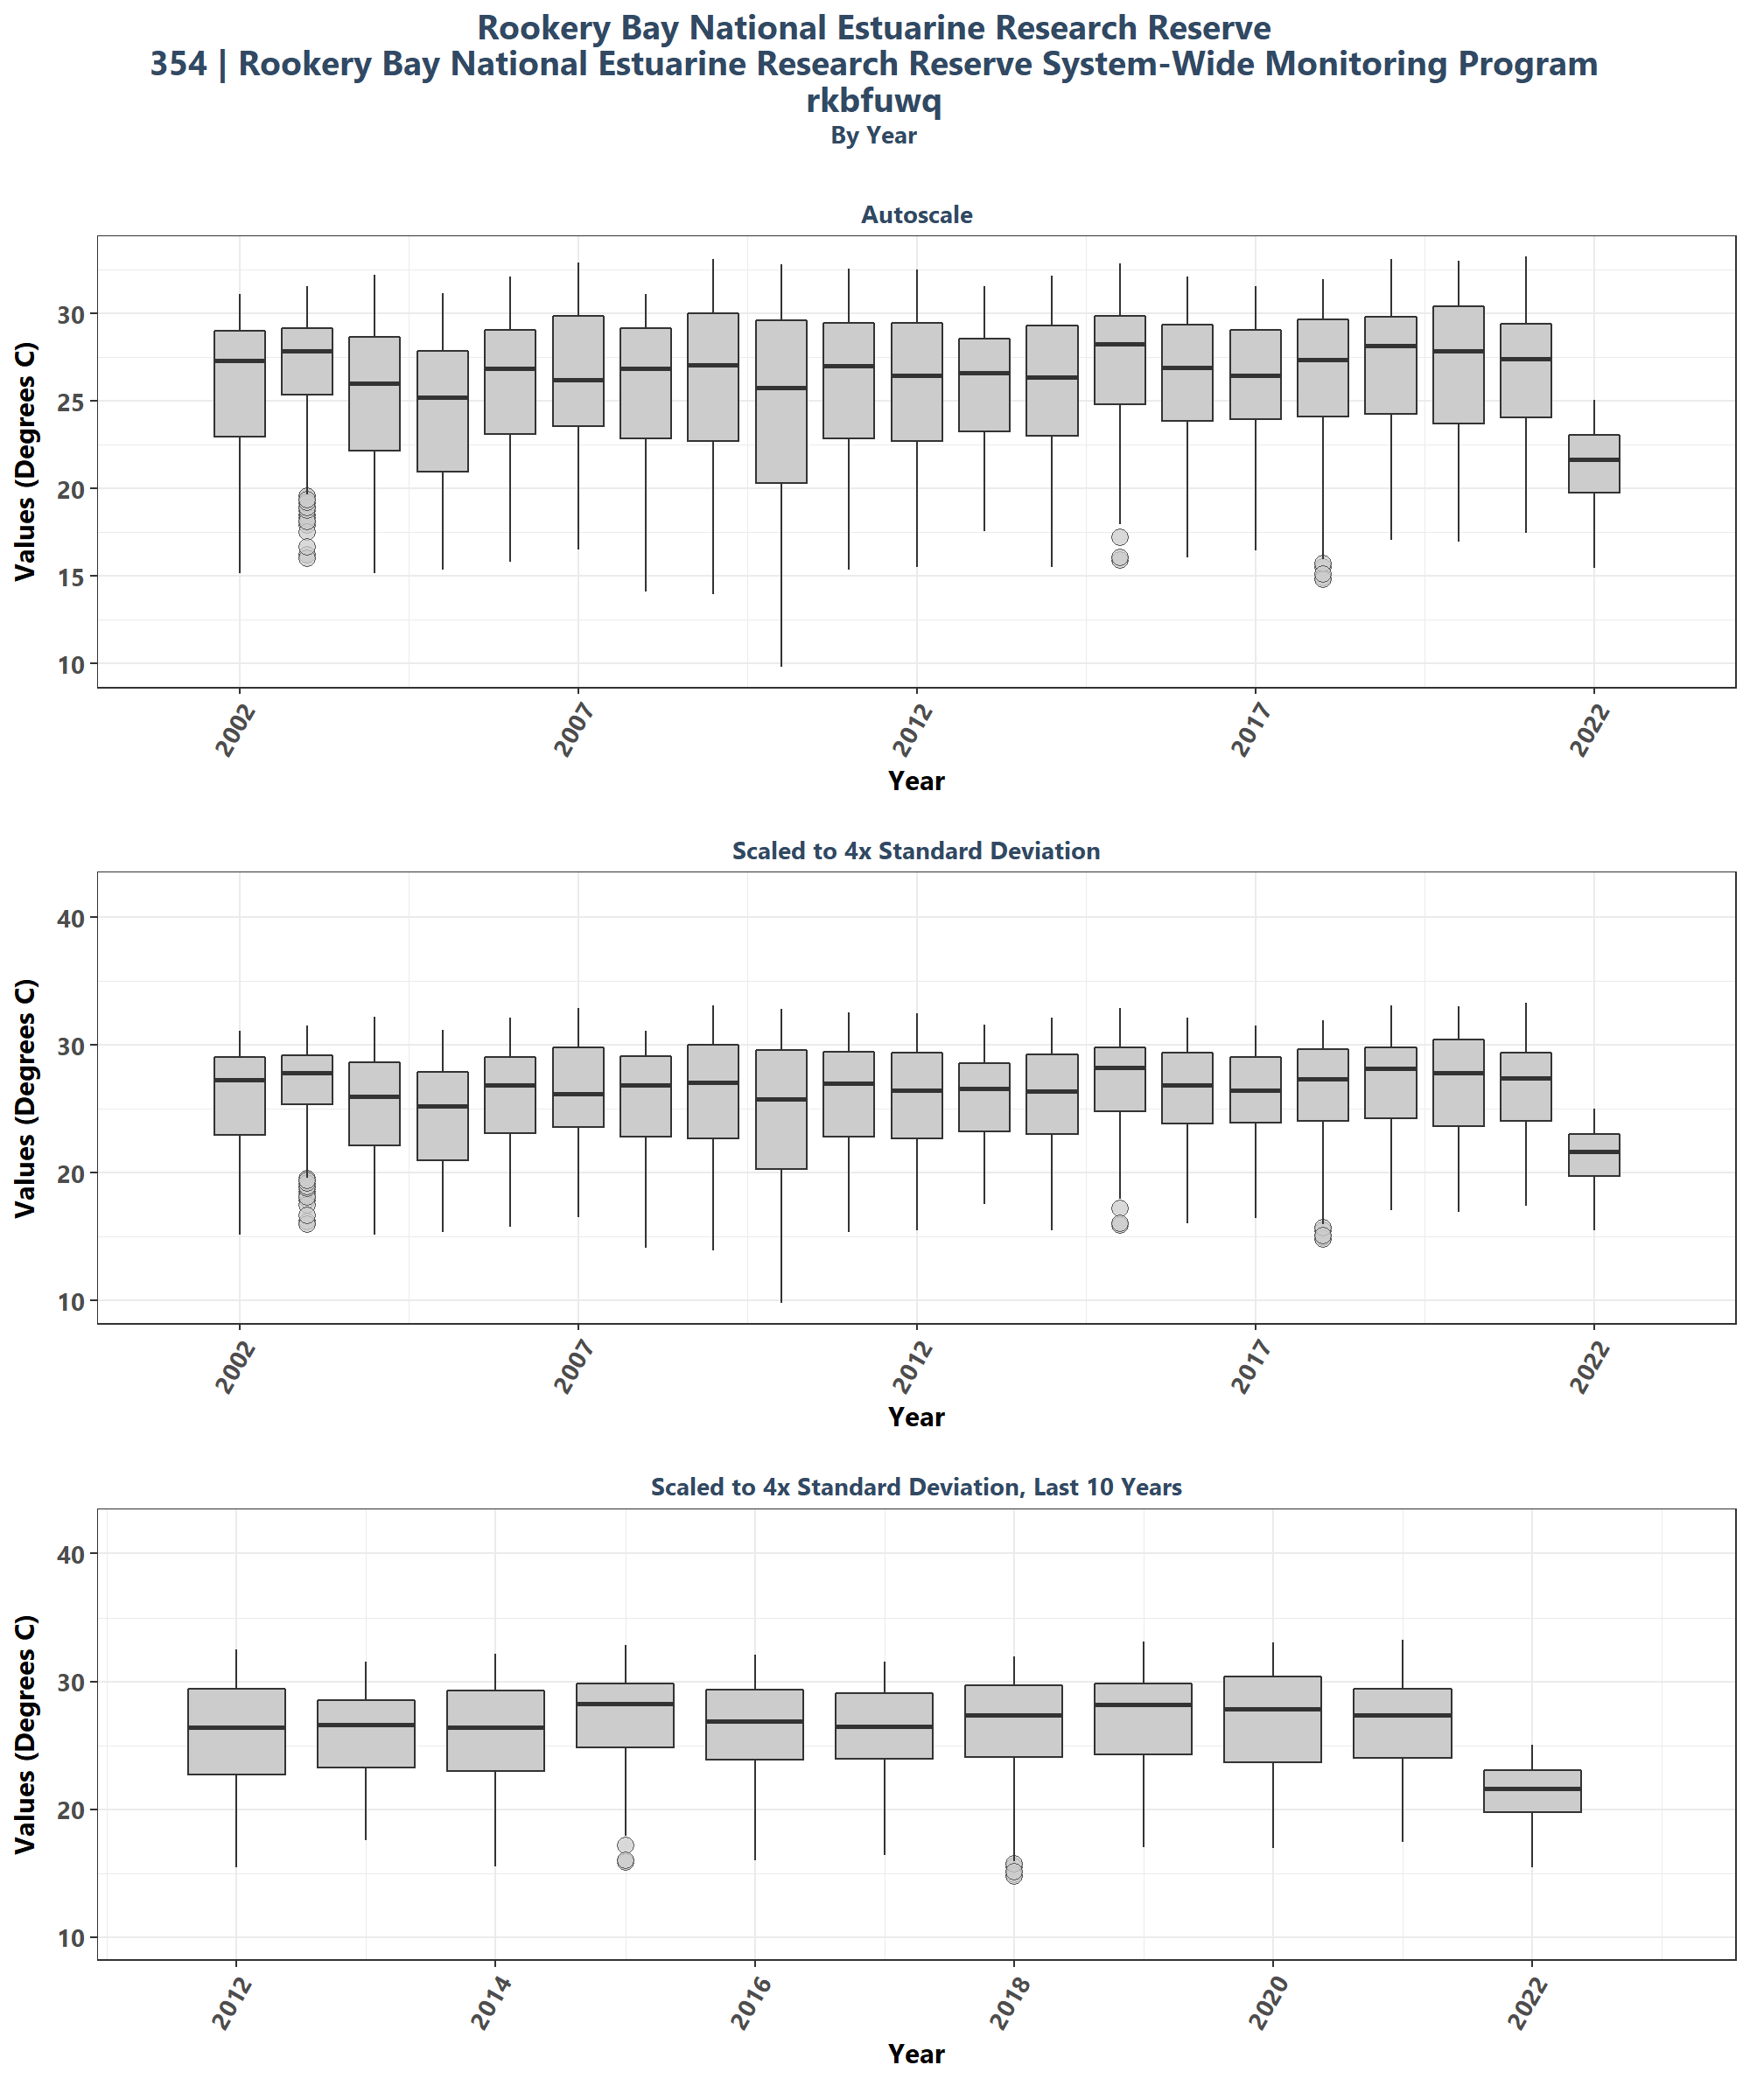 Rookery Bay National Estuarine Research Reserve
354 | Rookery Bay National Estuarine Research Reserve System-Wide Monitoring Program
rkbfuwq
By Year
Autoscale
Values (Degrees C)
30
25
20
15
10
2002
2007
2012
2017
2022
Year
Scaled to 4x Standard Deviation
Values (Degrees C)
40
30
20
10
2002
2007
2012
2017
2022
Year
Scaled to 4x Standard Deviation, Last 10 Years
Values (Degrees C)
40
30
20
10
2012
2014
2016
2018
2020
2022
Year